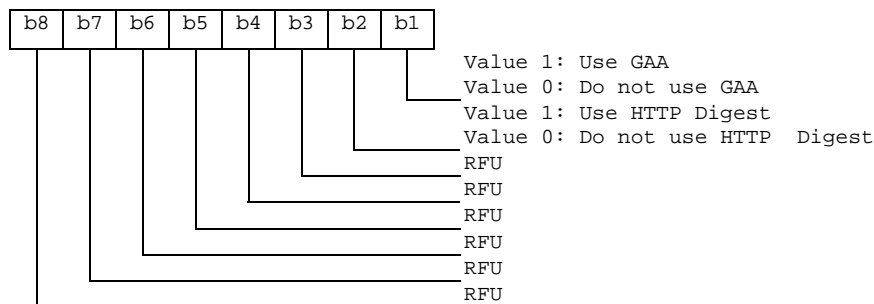 b8 b7 b6 b5 b4 b3 b2 b1
Value 1: Use GAA
Value 0: Do not use GAA
Value 1: Use HTTP Digest
Value 0: Do not use HTTP Digest
RFU
RFU
RFU
RFU
RFU
RFU